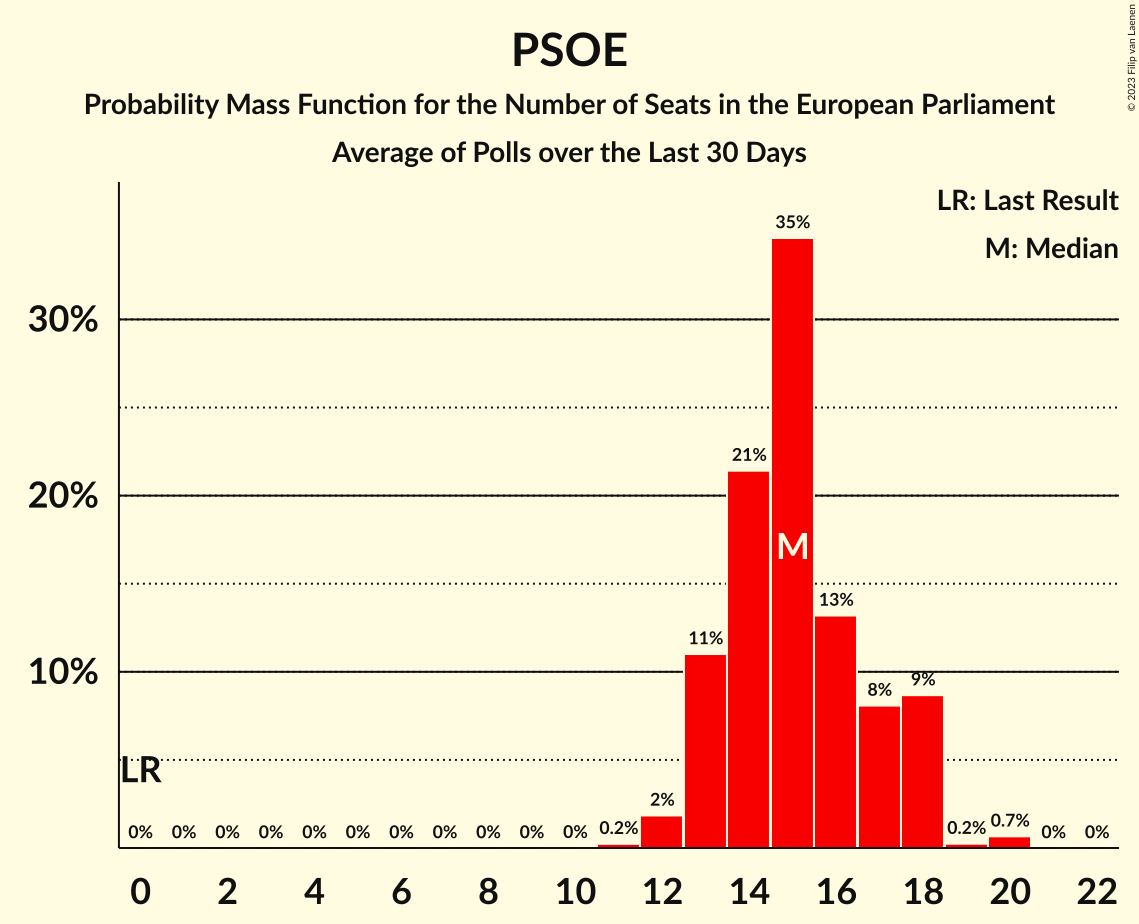 PSOE
Probability Mass Function for the Number of Seats in the European Parliament
Average of Polls over the Last 30 Days
© 2023 Filip van Laenen
LR: Last Result
M: Median
35%
30%
21%
20%
M
13%
11%
10%
9%
8%
LR
2%
0% 0% 0% 0% 0% 0% 0% 0% 0% 0% 0% 0.2% 0.2% 0.7% 0% 0%
0 2 4 6 8 10 12 14 16 18 20 22